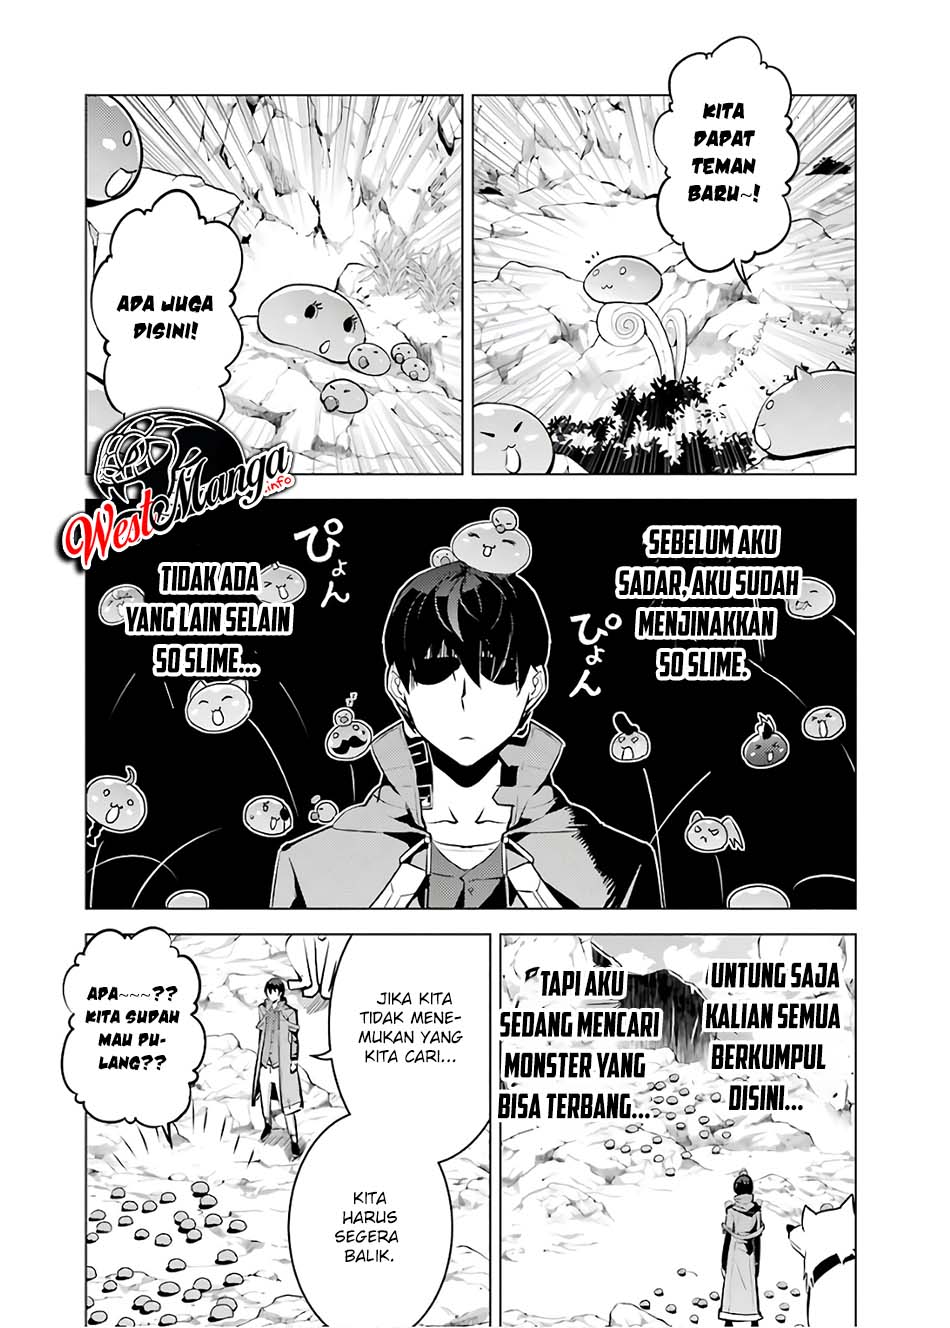 KITA
DAPAT
TEMAN
BARU~!
ADA JUGA
DISINI!
WestManga
.info
SEBELUM AKU
SADAR, AKU SUDAH
MENJINAKKAN
50 SLIME.
ぴょん
ぴょん
TIDAK ADA
YANG LAIN SELAIN
50 SLIME...
UNTUNG SAJA
KALIAN SEMUA
BERKUMPUL
DISINI...
TAPI AKU
SEDANG MENCARI
MONSTER YANG
BISA TERBANG...
JIKA KITA
TIDAK MENE-
MUKAN YANG
KITA CARI...
KITA
HARUS
SEGERA
BALIK.
APA~~~??
KITA SUDAH
MAU PU-
LANG??